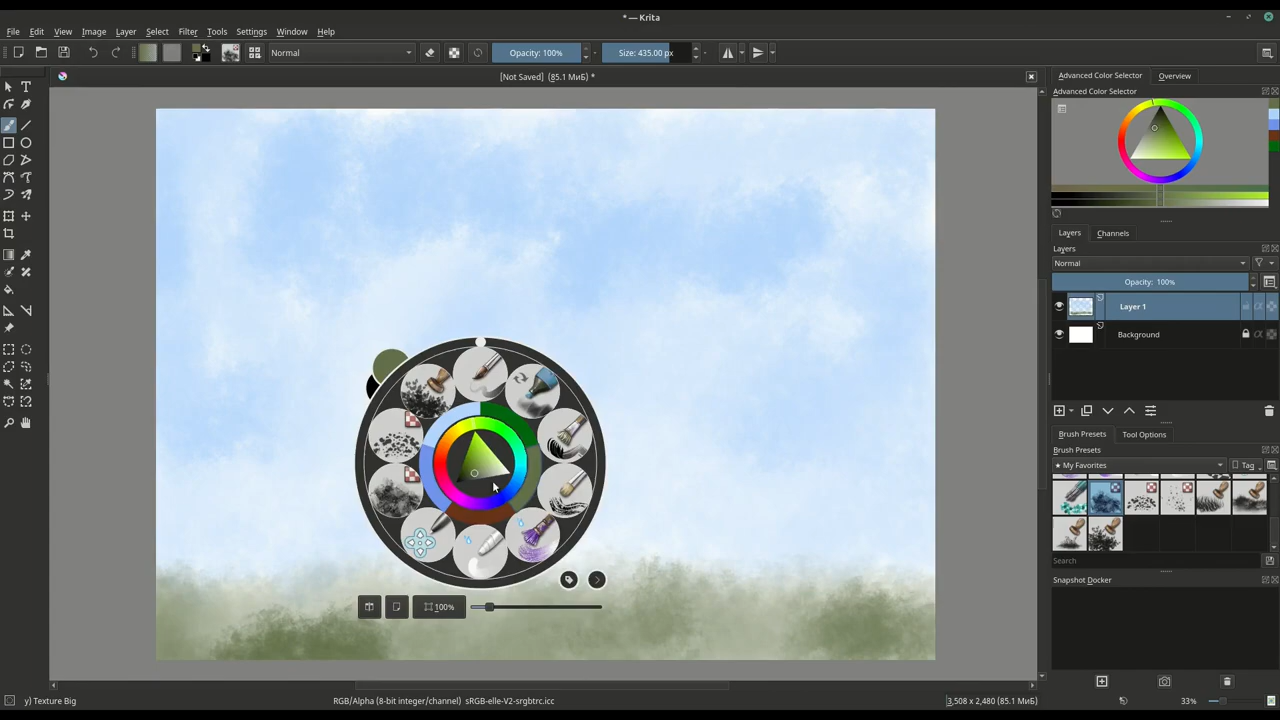 * — Krita
File Edit View Image Layer Select Filter Tools Settings Window Help
Normal Opacity: 100% Size: 435.00 px
[Not Saved] (85.1 МиБ) *
Advanced Color Selector Overview
Advanced Color Selector
Layers Channels
Layers
Normal
Opacity: 100%
Layer 1
Background
Brush Presets Tool Options
Brush Presets
★ My Favorites Tag
Search
Snapshot Docker
100%
y) Texture Big RGB/Alpha (8-bit integer/channel) sRGB-elle-V2-srgbtrc.icc 3,508 x 2,480 (85.1 МиБ) 33%